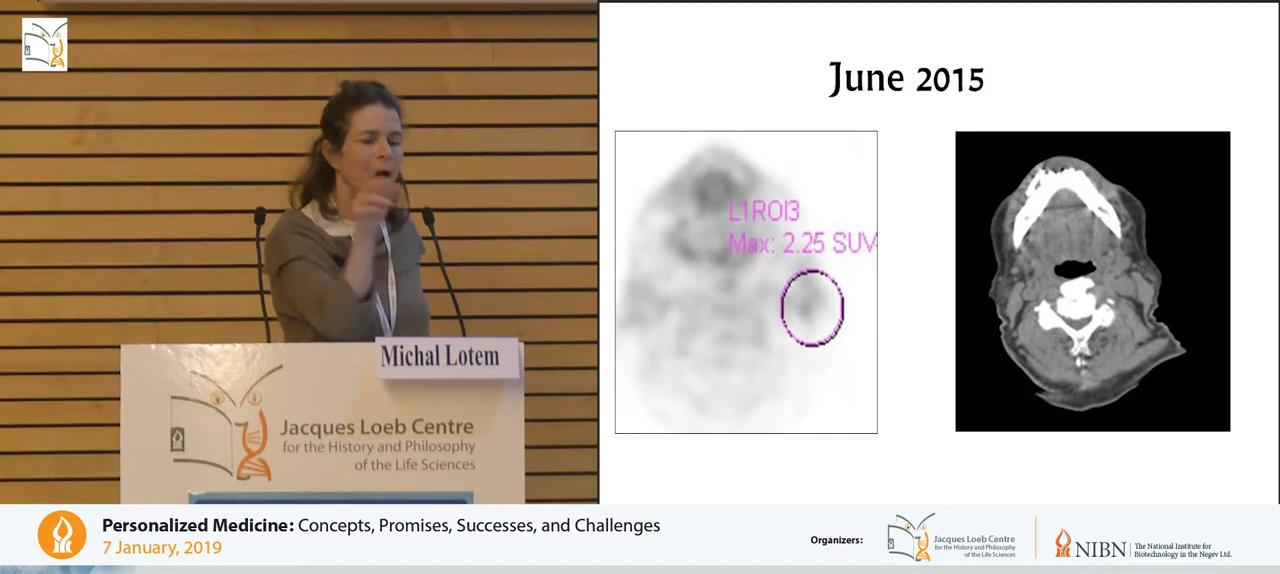 June 2015
L1ROI3
Max: 2.25 SUV
Michal Lotem
Jacques Loeb Centre
for the History and Philosophy
of the Life Sciences
Personalized Medicine: Concepts, Promises, Successes, and Challenges
7 January, 2019
Organizers:
Jacques Loeb Centre
for the History and Philosophy
of the Life Sciences
NIBN
The National Institute for
Biotechnology in the Negev Ltd.